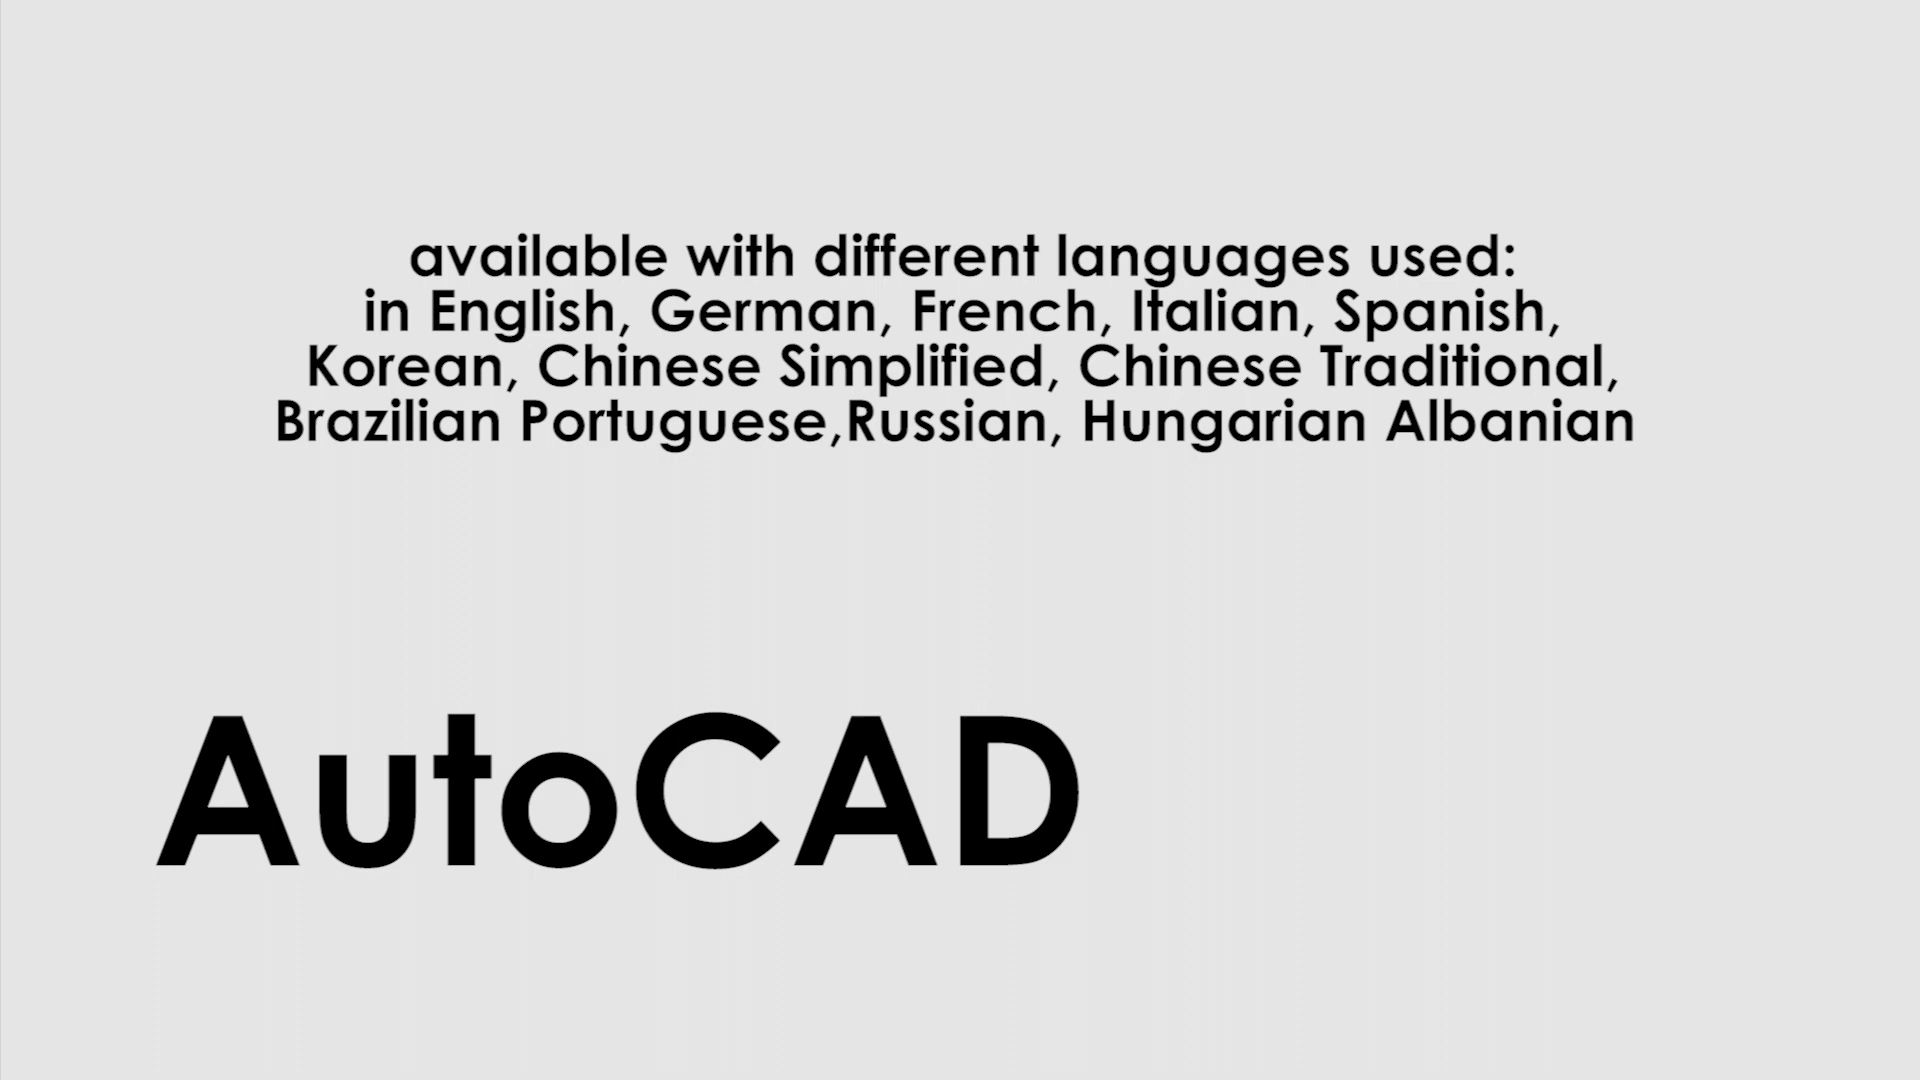 available with different languages used:
in English, German, French, Italian, Spanish,
Korean, Chinese Simplified, Chinese Traditional,
Brazilian Portuguese,Russian, Hungarian Albanian
AutoCAD